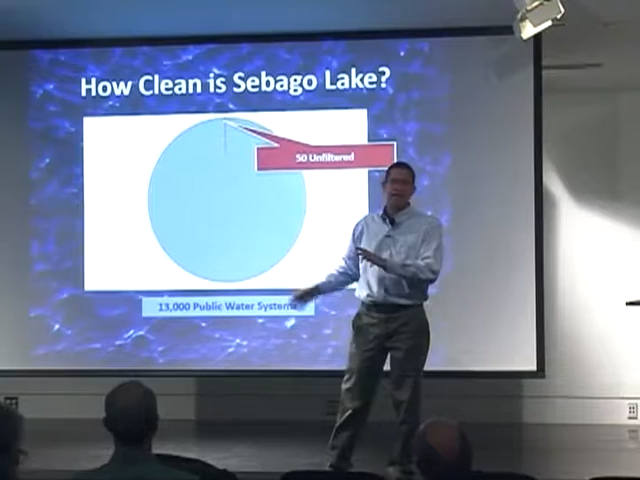 How Clean is Sebago Lake?
50 Unfiltered
13,000 Public Water Systems